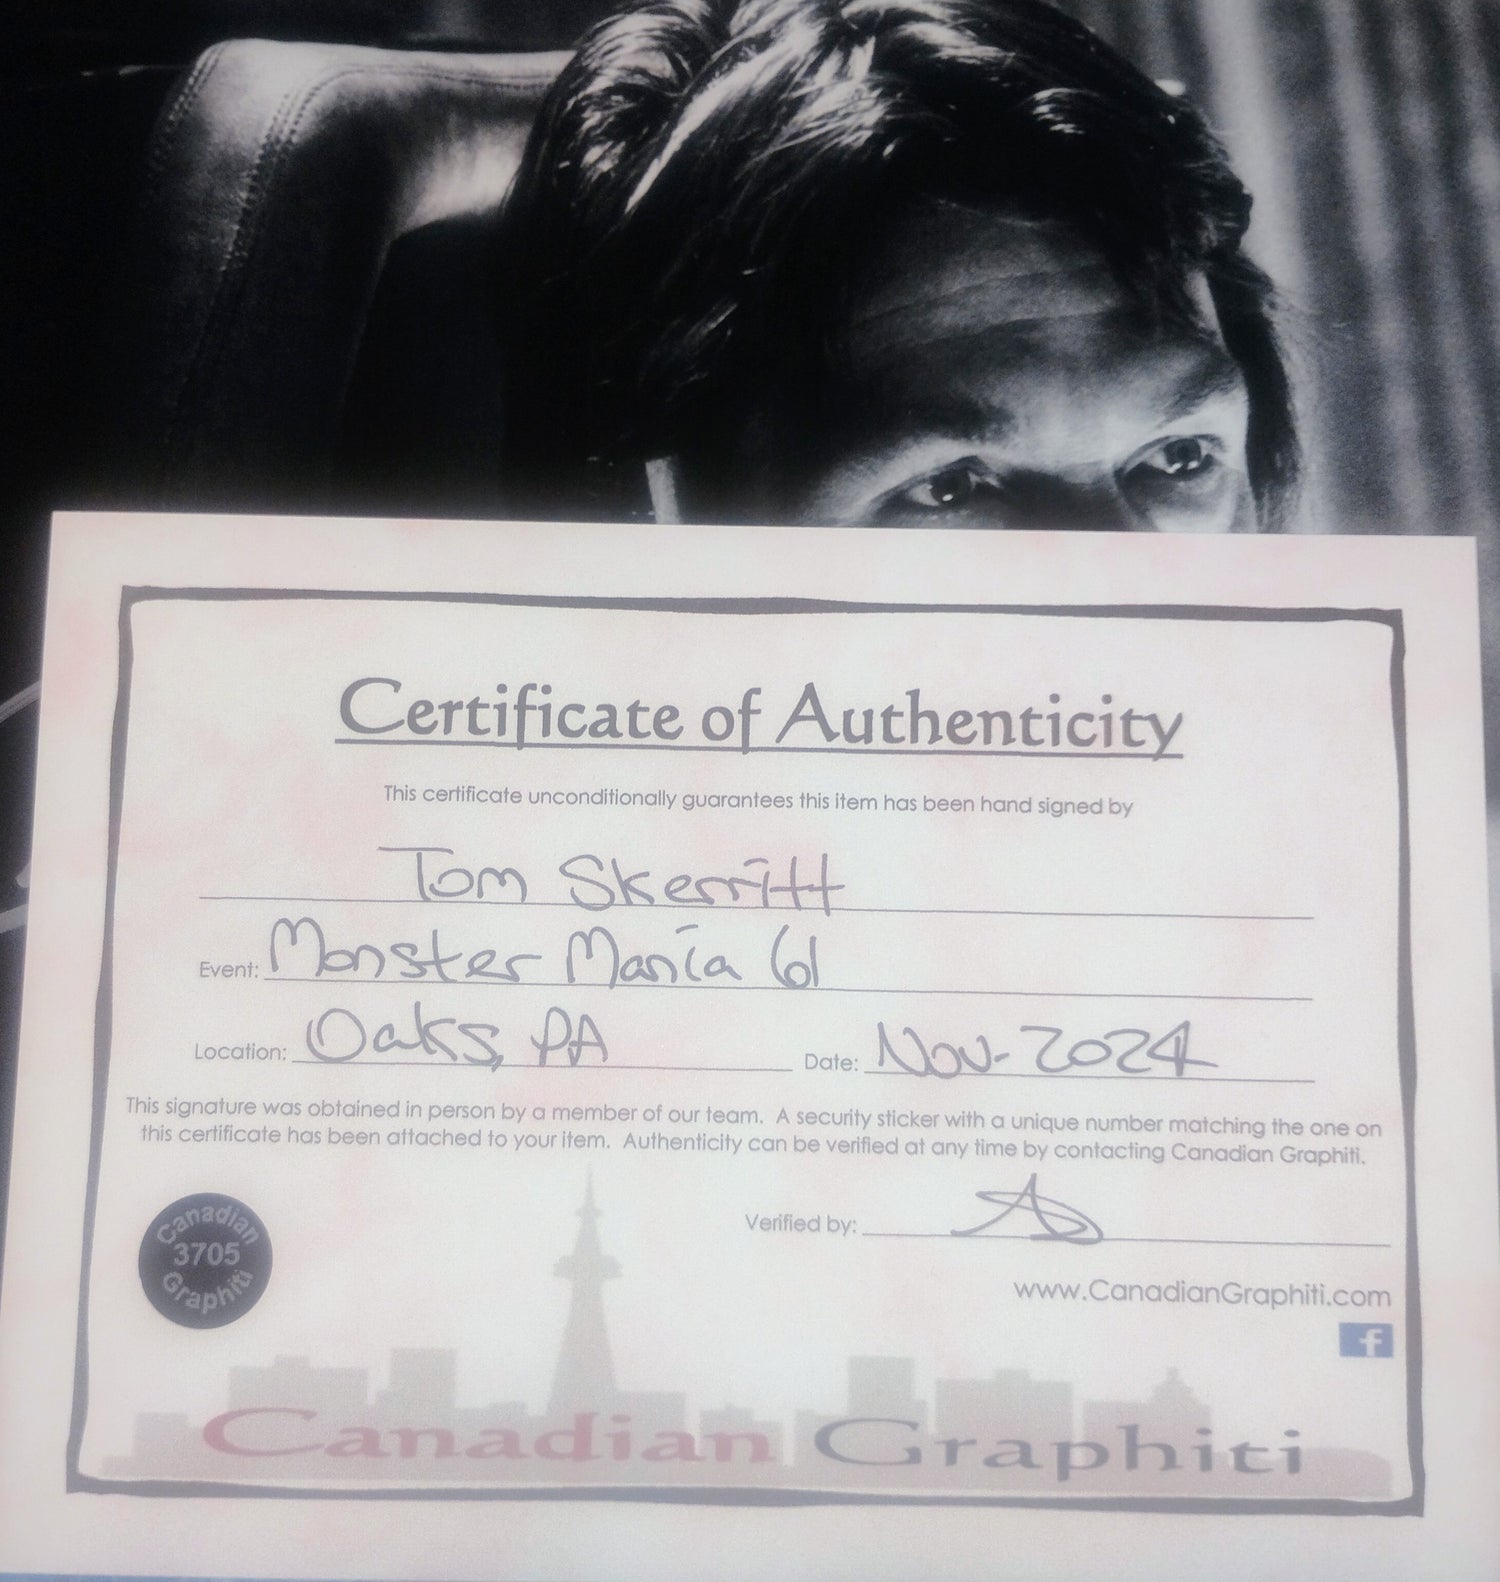 Certificate of Authenticity
This certificate unconditionally guarantees this item has been hand signed by
Tom Skerritt
Event: Monster Mania 61
Location: Oaks, PA Date: Nov-2024
This signature was obtained in person by a member of our team. A security sticker with a unique number matching the one on
this certificate has been attached to your item. Authenticity can be verified at any time by contacting Canadian Graphiti.
Verified by:
Canadian
3705
Graphiti
www.CanadianGraphiti.com
f
Canadian Graphiti